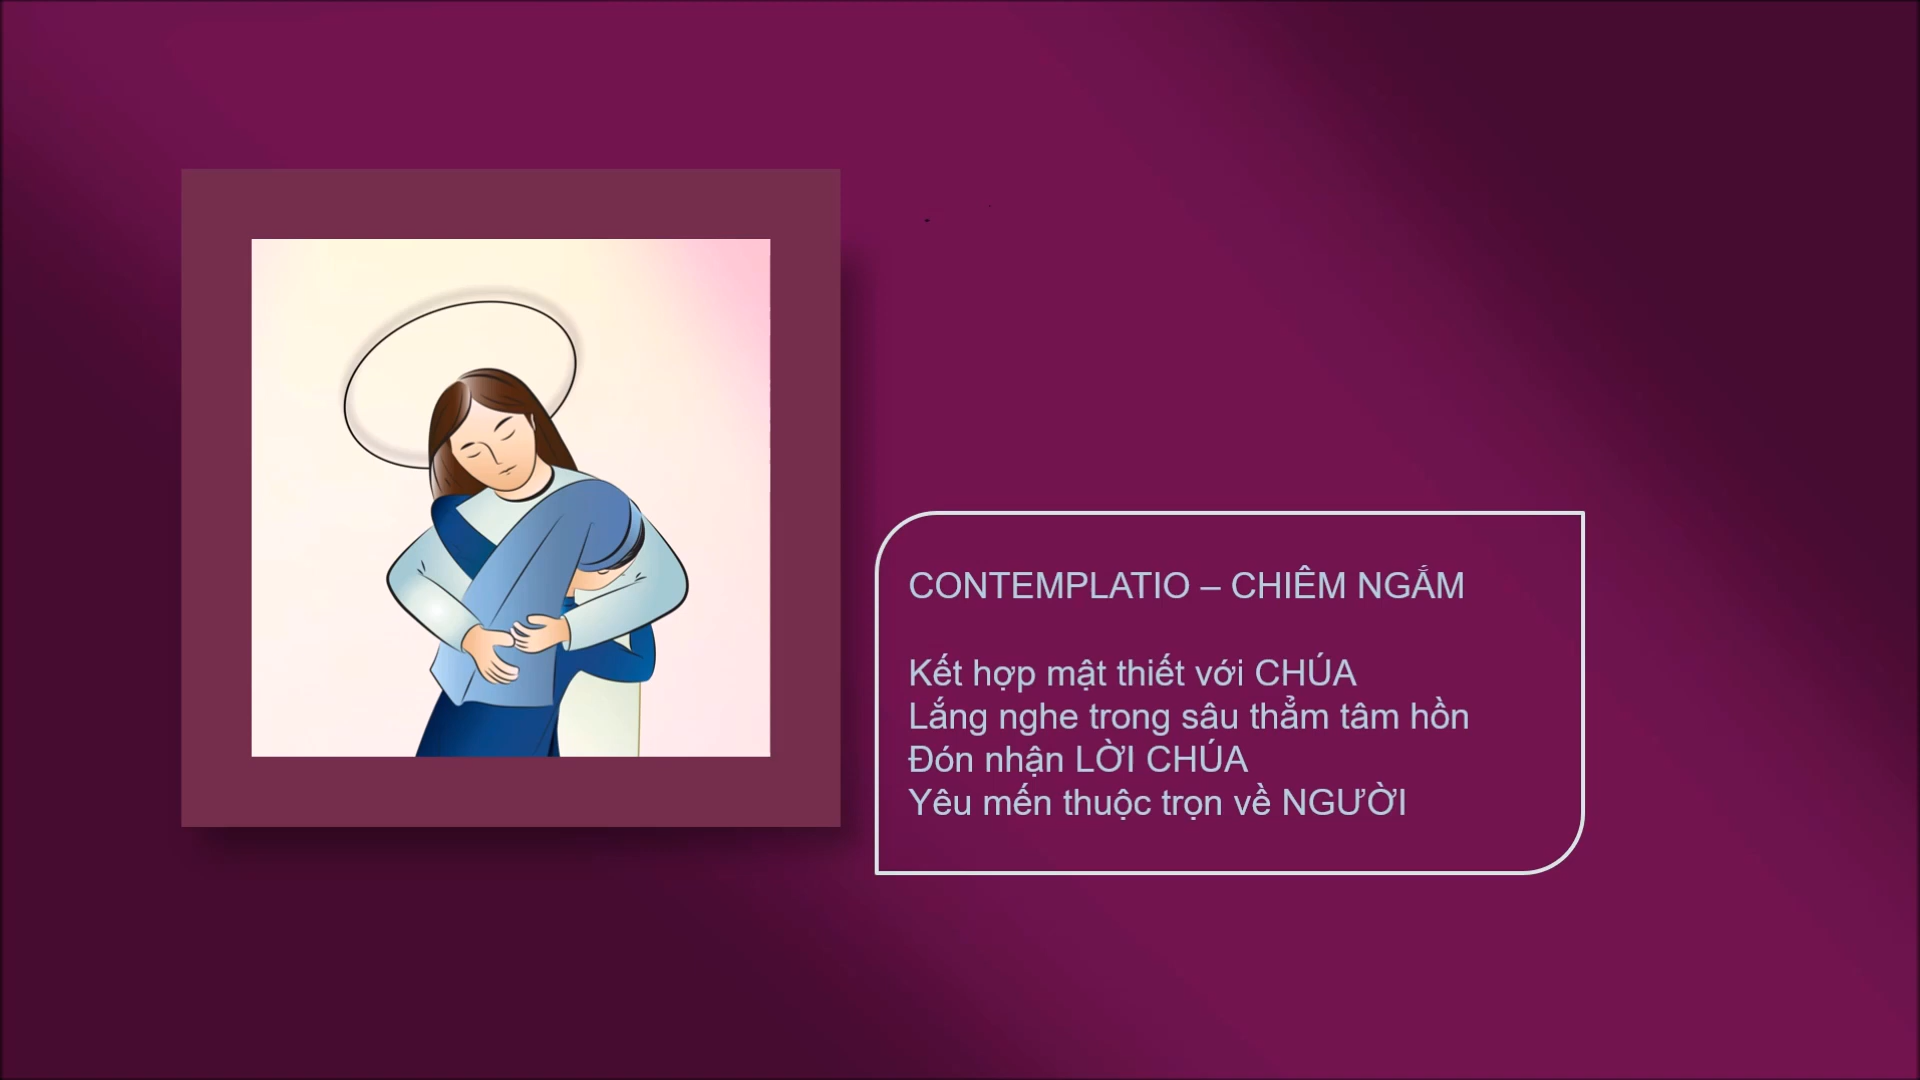 CONTEMPLATIO – CHIÊM NGẮM
Kết hợp mật thiết với CHÚA
Lắng nghe trong sâu thẳm tâm hồn
Đón nhận LỜI CHÚA
Yêu mến thuộc trọn về NGƯỜI